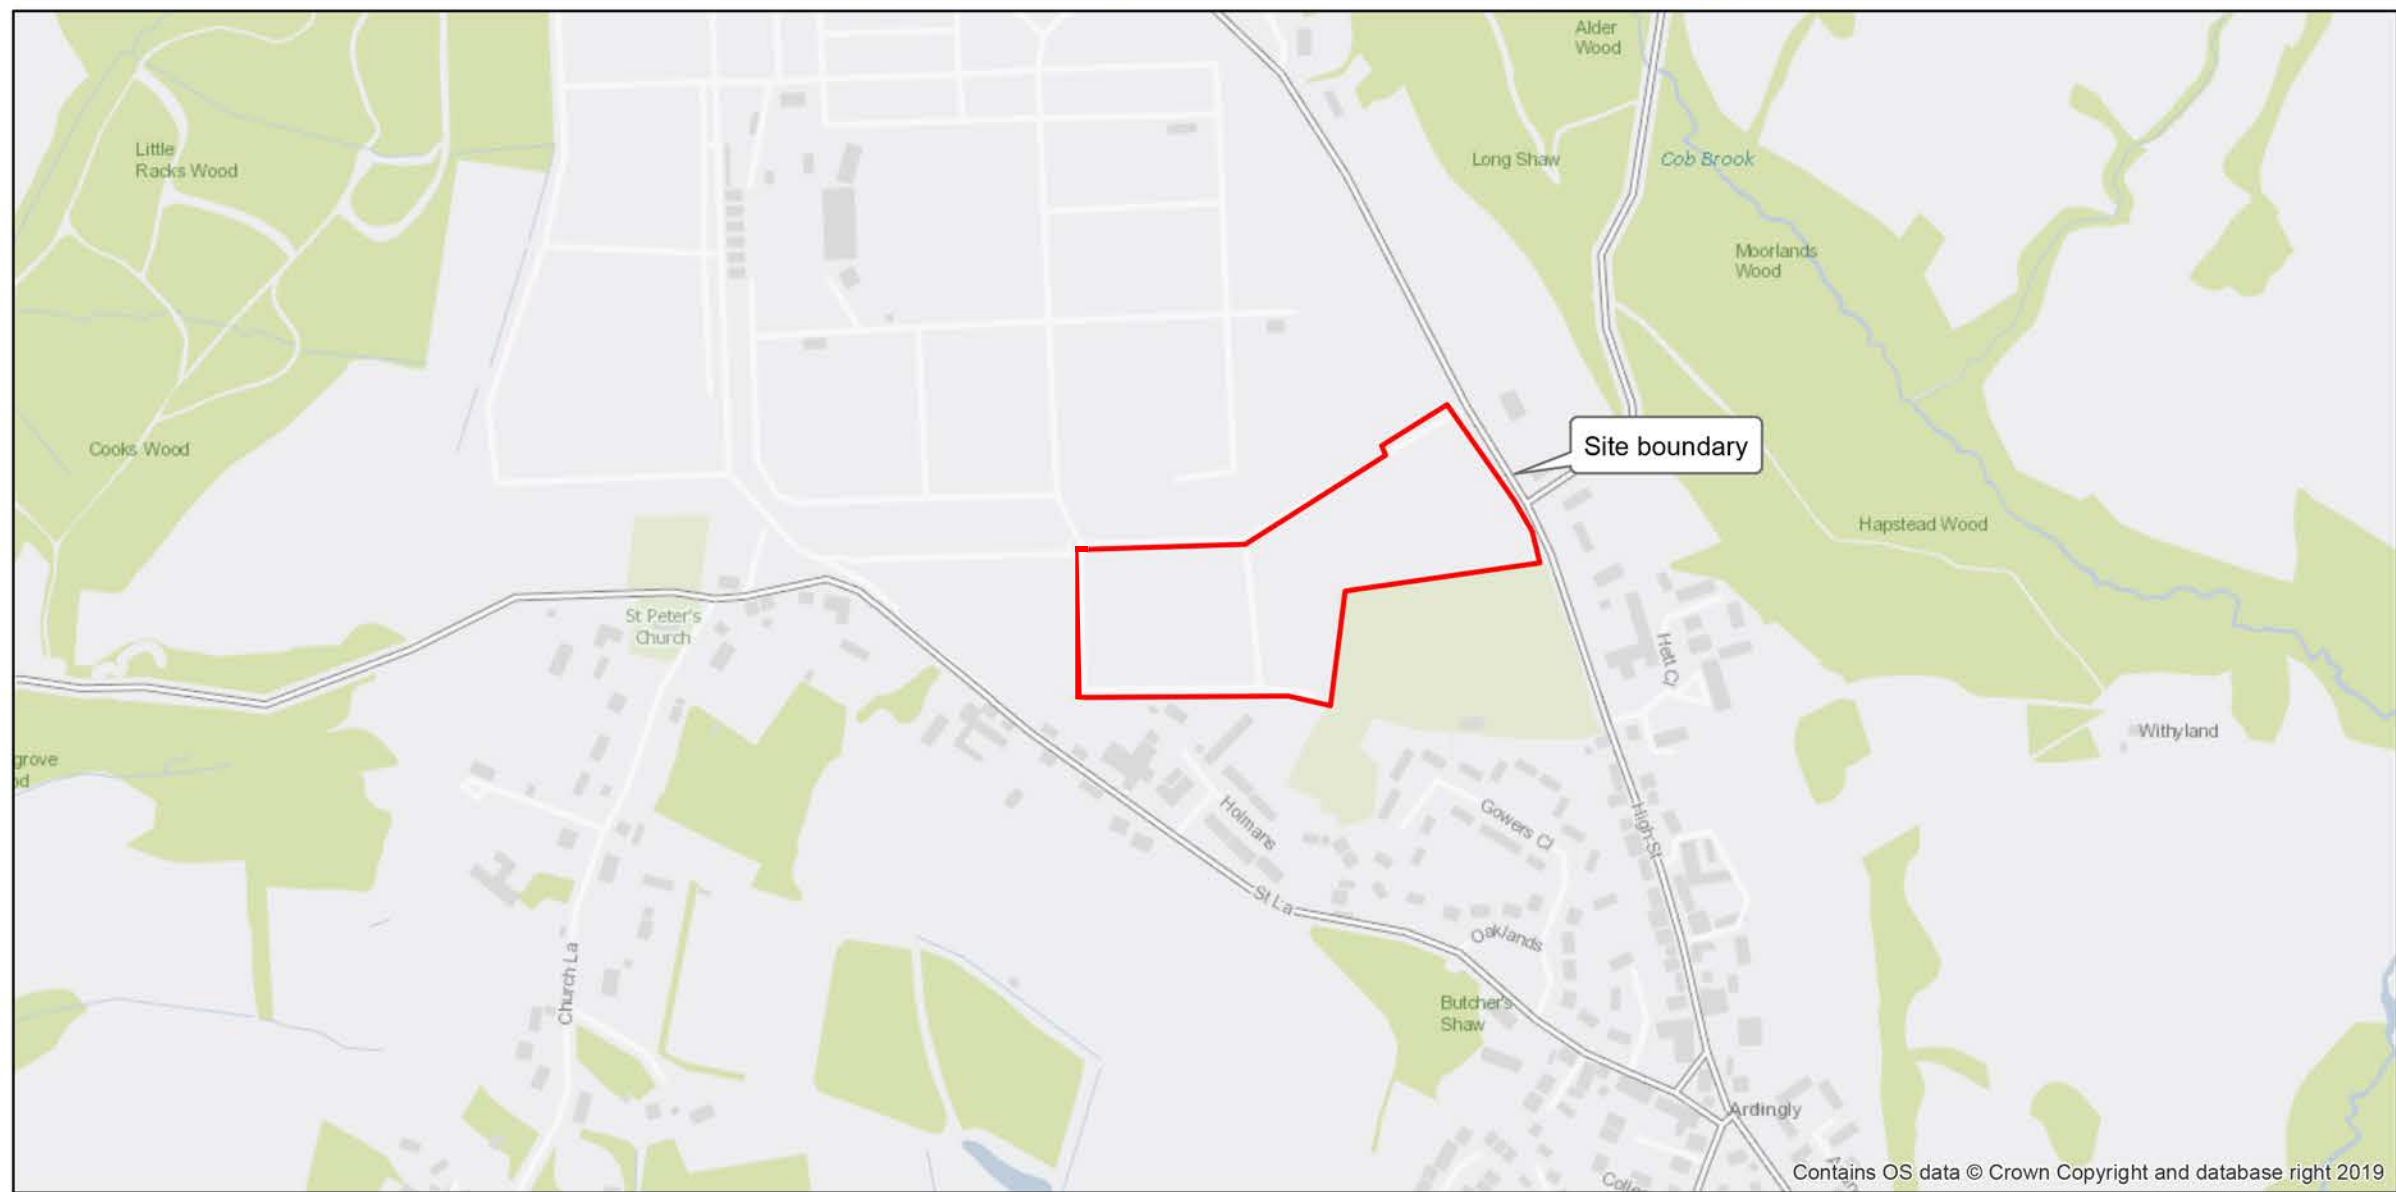 Alder
Wood
Little
Racks Wood
Long Shaw
Cob Brook
Moorlands
Wood
Cooks Wood
Site boundary
Hapstead Wood
St Peter's
Church
Hett Cl
Withyland
grove
Holmans
Gowers Cl
High St
St La
Oaklands
Church La
Butcher's
Shaw
Ardingly
Contains OS data © Crown Copyright and database right 2019